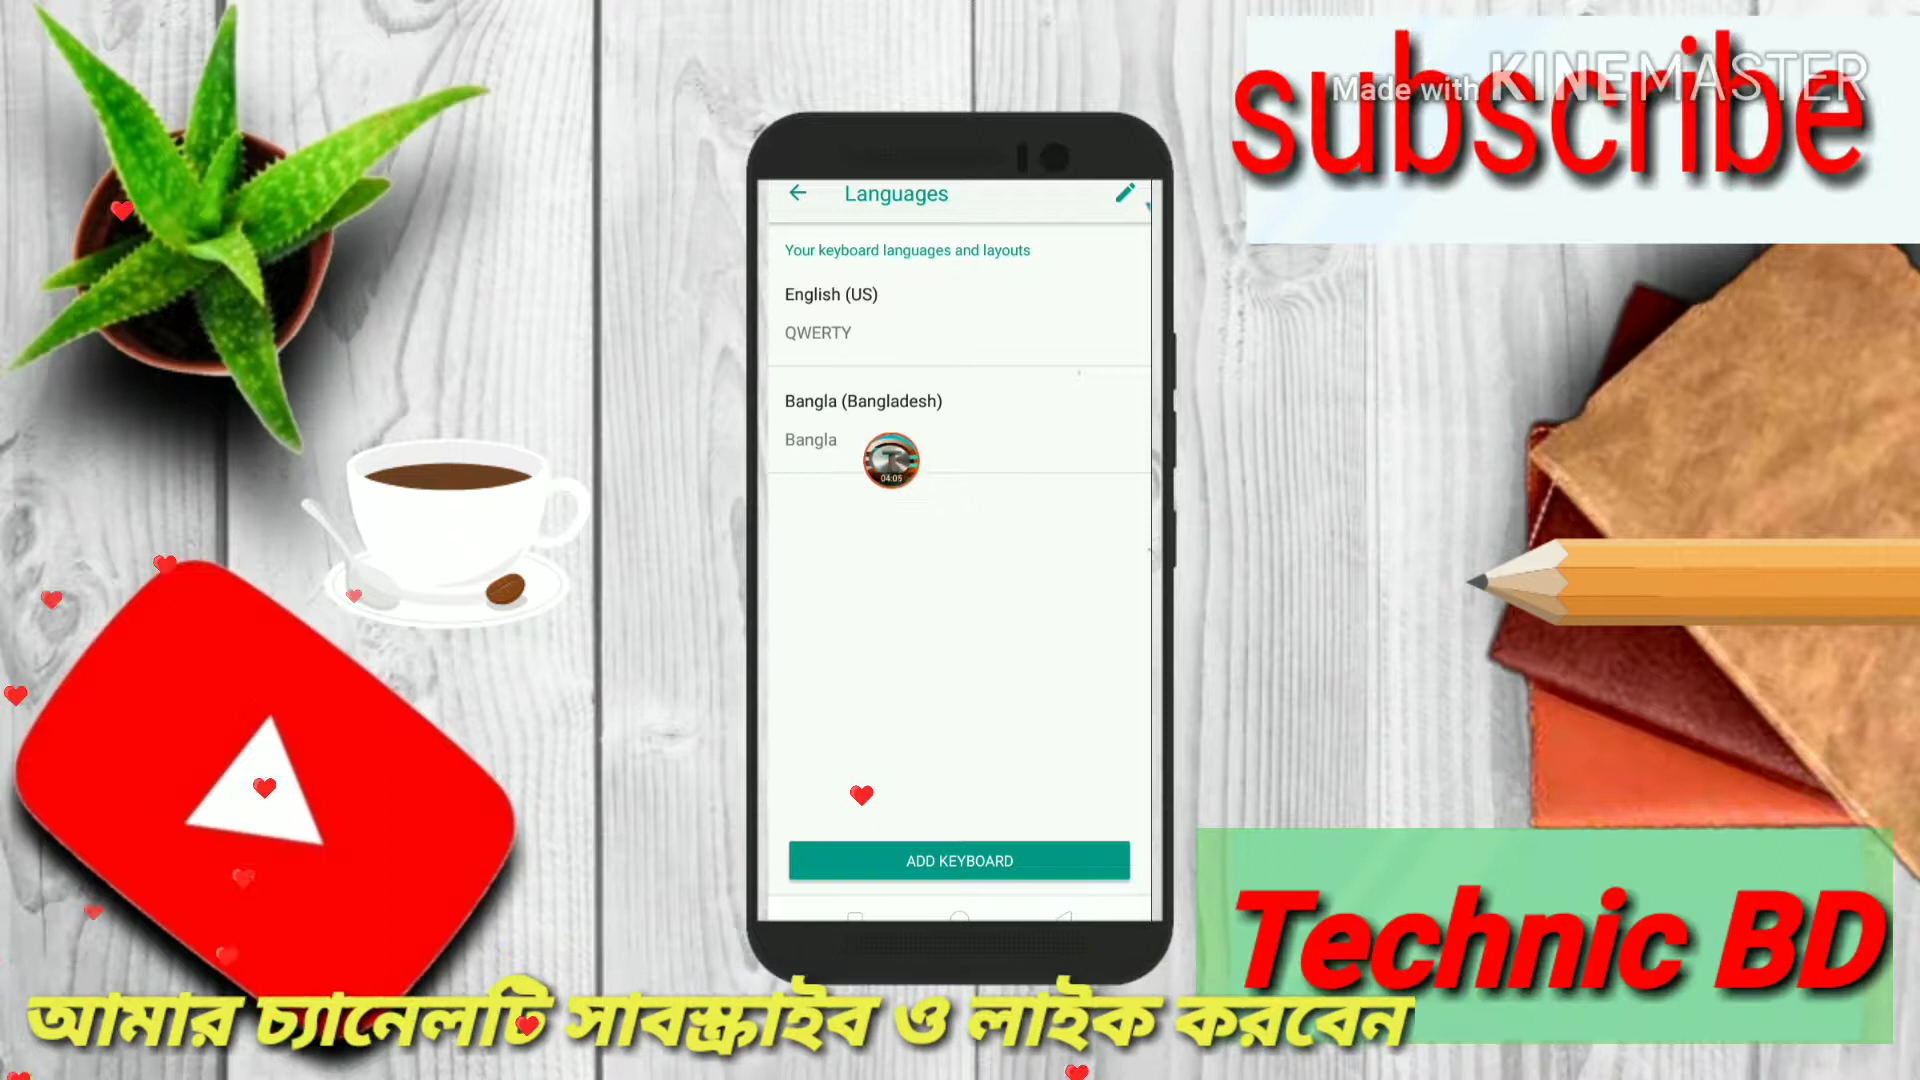 subscribe
Made with KINEMASTER
Languages
Your keyboard languages and layouts
English (US)
QWERTY
Bangla (Bangladesh)
Bangla
04:05
ADD KEYBOARD
Technic BD
আমার চ্যানেলটি সাবস্ক্রাইব ও লাইক করবেন